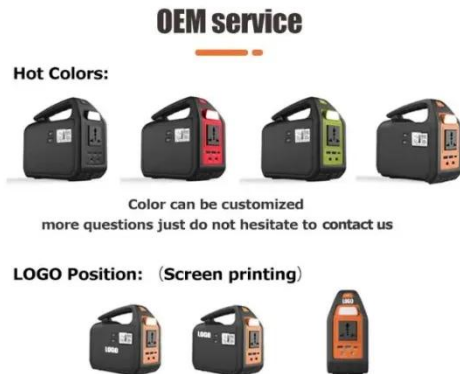 OEM service
Hot Colors:
Color can be customized
more questions just do not hesitate to contact us
LOGO Position: （Screen printing）
LOGO
LOGO
LOGO